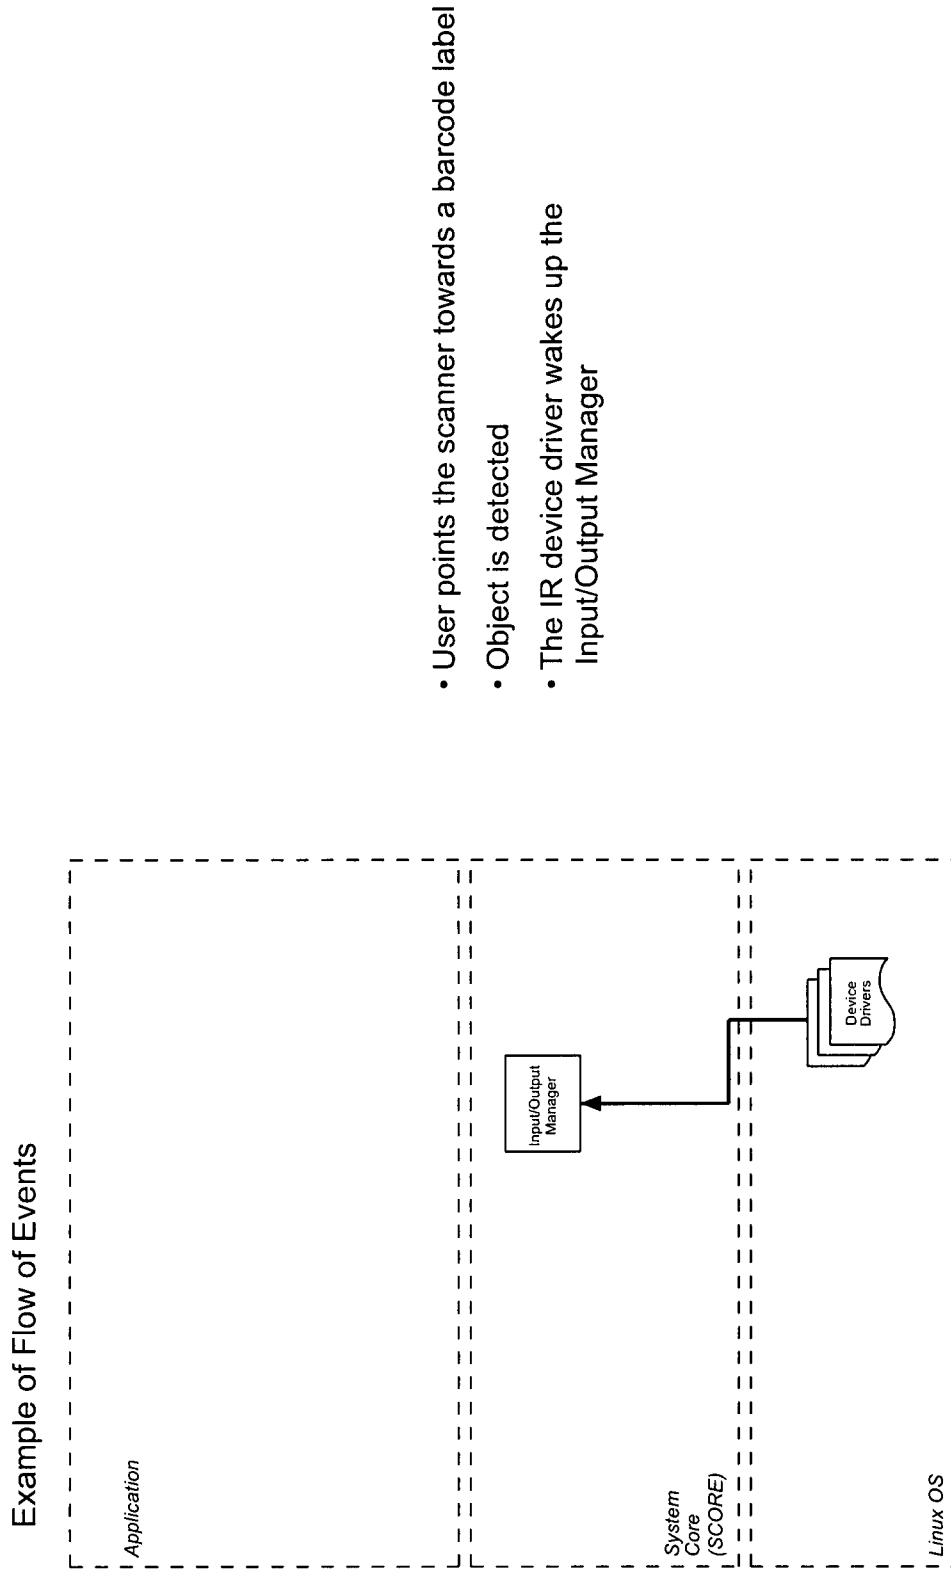 Example of Flow of Events
Application
System
Core
(SCORE)
Input/Output
Manager
Linux OS
Device
Drivers
• User points the scanner towards a barcode label
• Object is detected
• The IR device driver wakes up the
Input/Output Manager